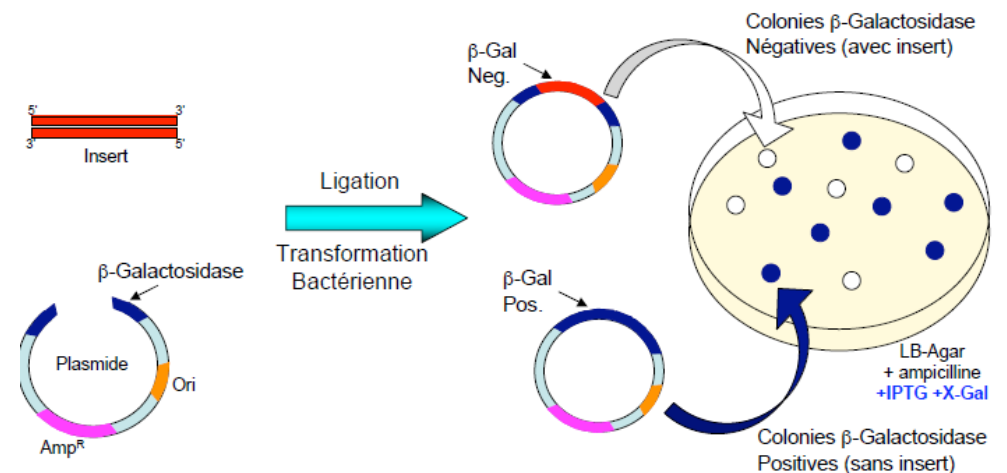 5'
3'
3'
5'
Insert
β-Galactosidase
Plasmide
Ori
Amp^R
Ligation
Transformation
Bactérienne
β-Gal
Neg.
β-Gal
Pos.
Colonies β-Galactosidase
Négatives (avec insert)
LB-Agar
+ ampicilline
+IPTG +X-Gal
Colonies β-Galactosidase
Positives (sans insert)